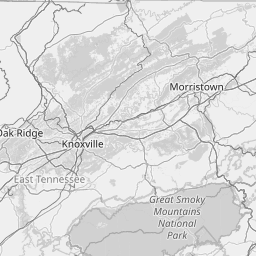 Morristown
Oak Ridge
Knoxville
East Tennessee
Great Smoky
Mountains
National
Park